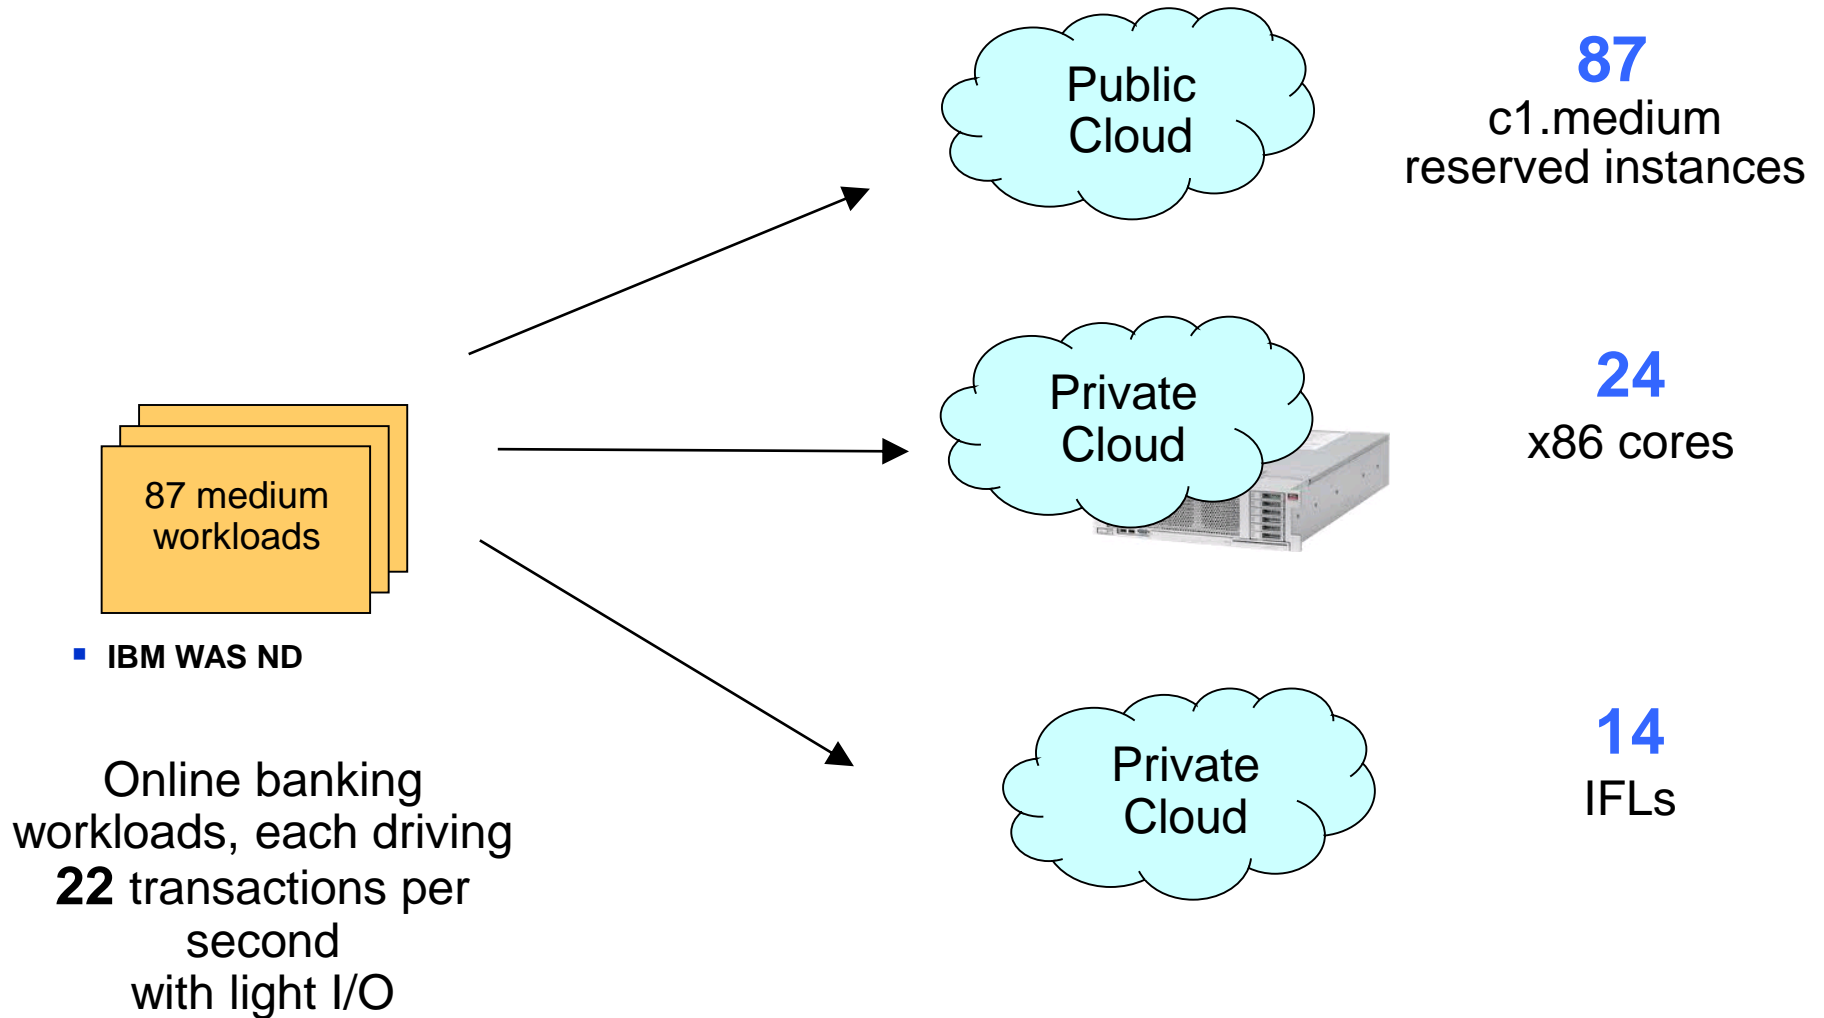 Public
Cloud
87
c1.medium
reserved instances
Private
Cloud
24
x86 cores
87 medium
workloads
▪ IBM WAS ND
Online banking
workloads, each driving
22 transactions per
second
with light I/O
Private
Cloud
14
IFLs